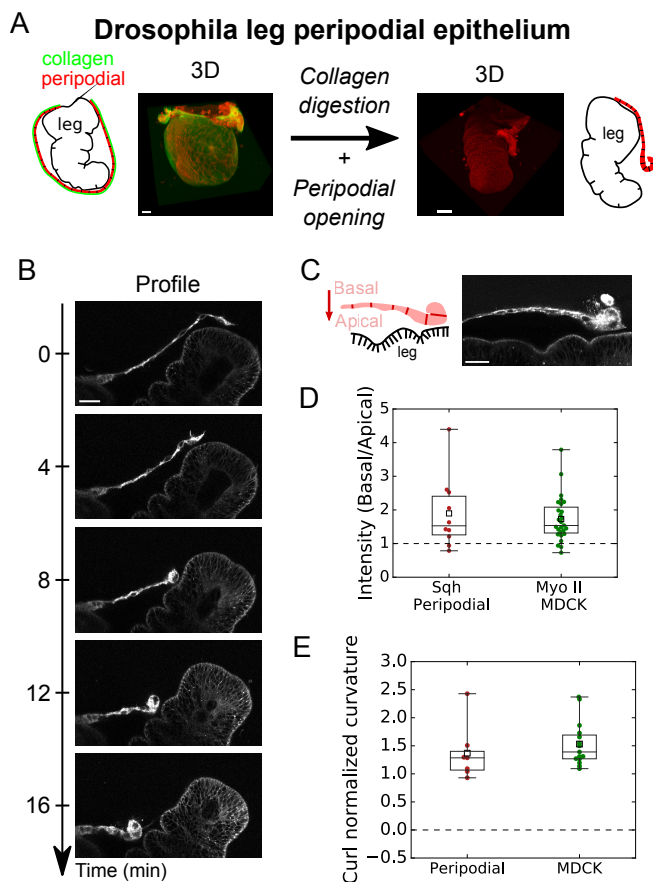 A
Drosophila leg peripodial epithelium
collagen
peripodial
leg
3D
Collagen
digestion
+
Peripodial
opening
3D
leg
B
Profile
0
4
8
12
16
Time (min)
C
Basal
Apical
leg
D
Intensity (Basal/Apical)
5
4
3
2
1
0
Sqh
Peripodial
Myo II
MDCK
E
Curl normalized curvature
3.0
2.5
2.0
1.5
1.0
0.5
0.0
−0.5
Peripodial
MDCK